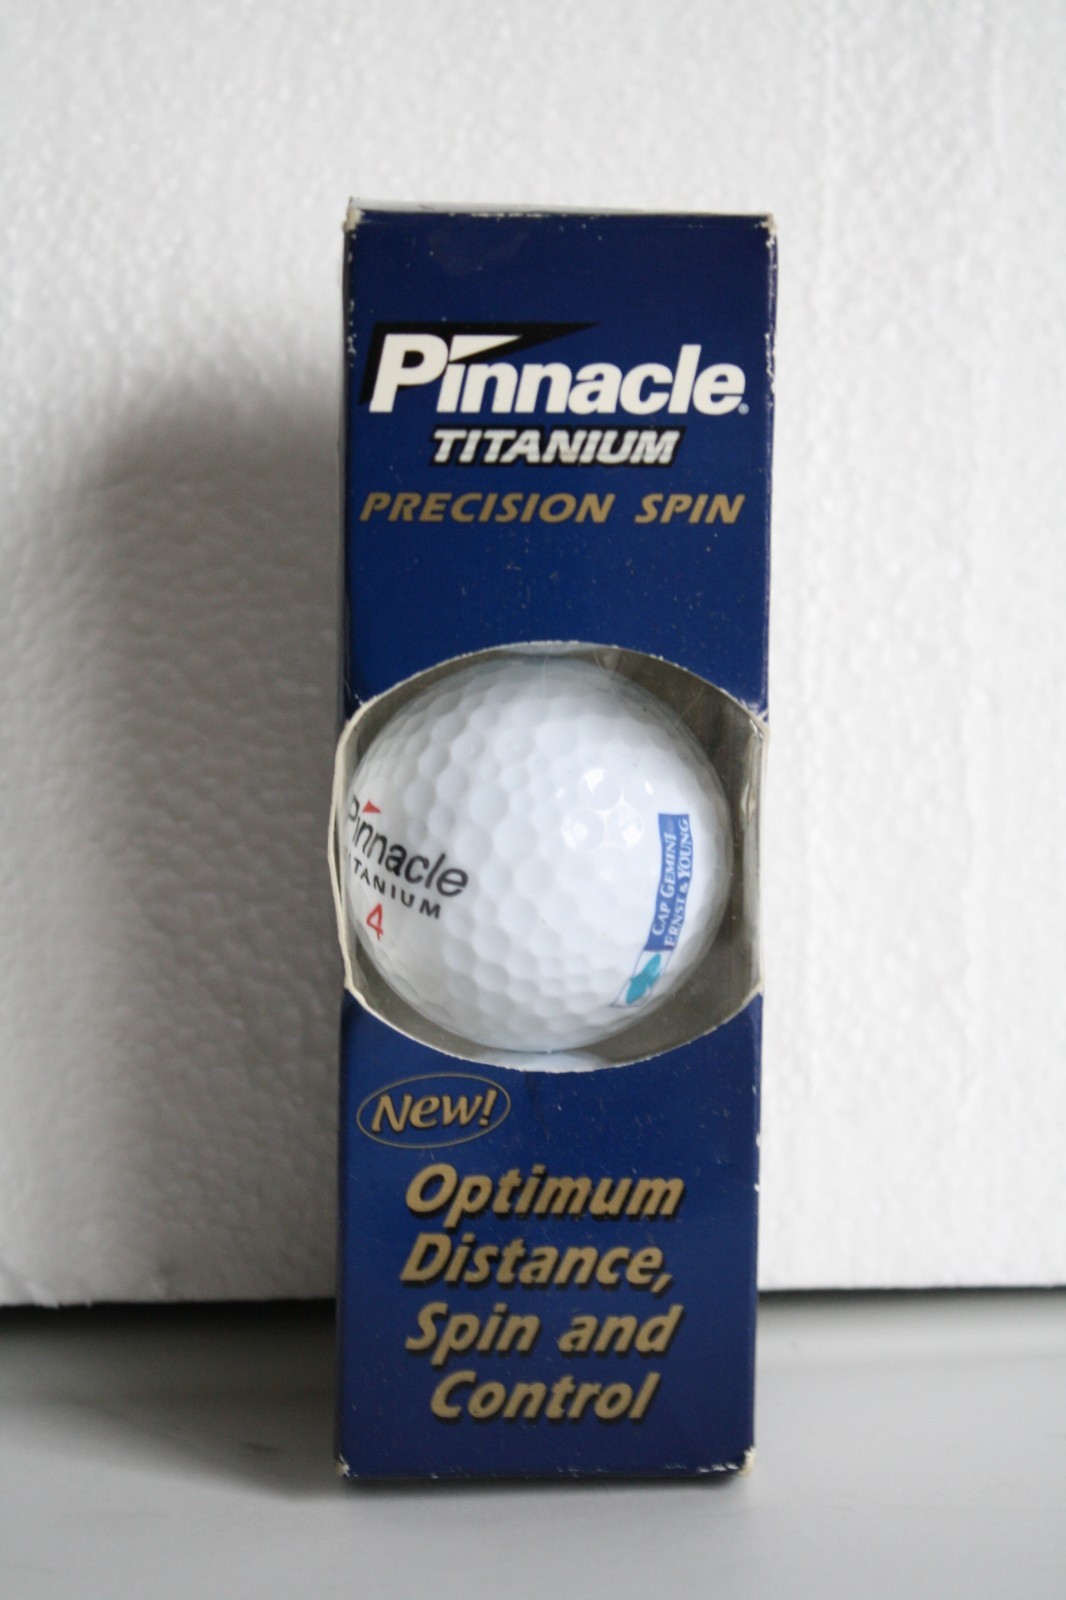 Pinnacle®
TITANIUM
PRECISION SPIN
Pinnacle
TITANIUM
4
CAP GEMINI
ERNST & YOUNG
New!
Optimum
Distance,
Spin and
Control